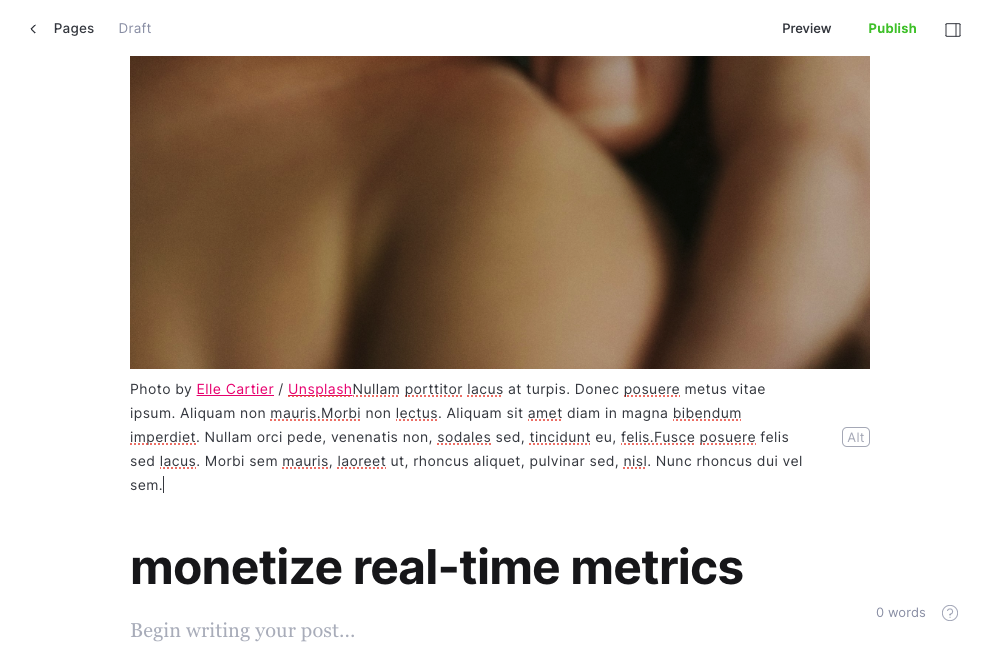 Pages Draft Preview Publish
Photo by Elle Cartier / UnsplashNullam porttitor lacus at turpis. Donec posuere metus vitae
ipsum. Aliquam non mauris.Morbi non lectus. Aliquam sit amet diam in magna bibendum
imperdiet. Nullam orci pede, venenatis non, sodales sed, tincidunt eu, felis.Fusce posuere felis
Alt
sed lacus. Morbi sem mauris, laoreet ut, rhoncus aliquet, pulvinar sed, nisl. Nunc rhoncus dui vel
sem.
monetize real-time metrics
0 words ?
Begin writing your post...